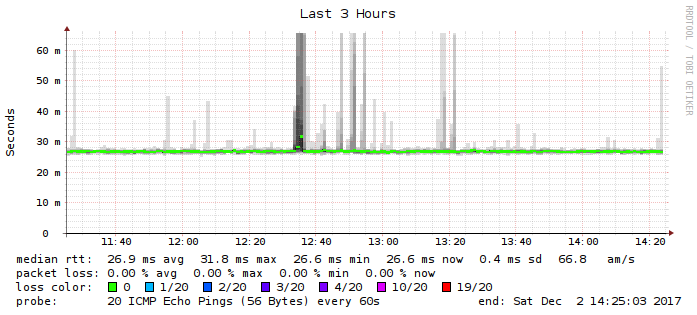 Last 3 Hours
RRDTOOL / TOBI OETIKER
Seconds
60 m
50 m
40 m
30 m
20 m
10 m
0
11:40 12:00 12:20 12:40 13:00 13:20 13:40 14:00 14:20
median rtt: 26.9 ms avg 31.8 ms max 26.6 ms min 26.6 ms now 0.4 ms sd 66.8 am/s
packet loss: 0.00 % avg 0.00 % max 0.00 % min 0.00 % now
loss color: 0 1/20 2/20 3/20 4/20 10/20 19/20
probe: 20 ICMP Echo Pings (56 Bytes) every 60s end: Sat Dec 2 14:25:03 2017